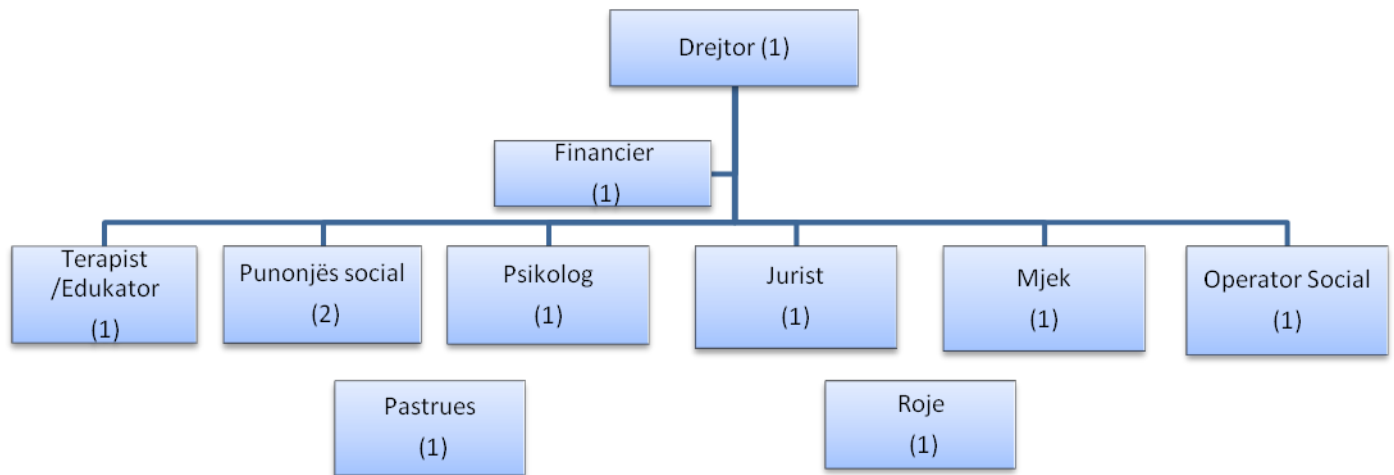 Drejtor (1)
Financier
(1)
Terapist
/Edukator
(1)
Punonjës social
(2)
Psikolog
(1)
Jurist
(1)
Mjek
(1)
Operator Social
(1)
Pastrues
(1)
Roje
(1)